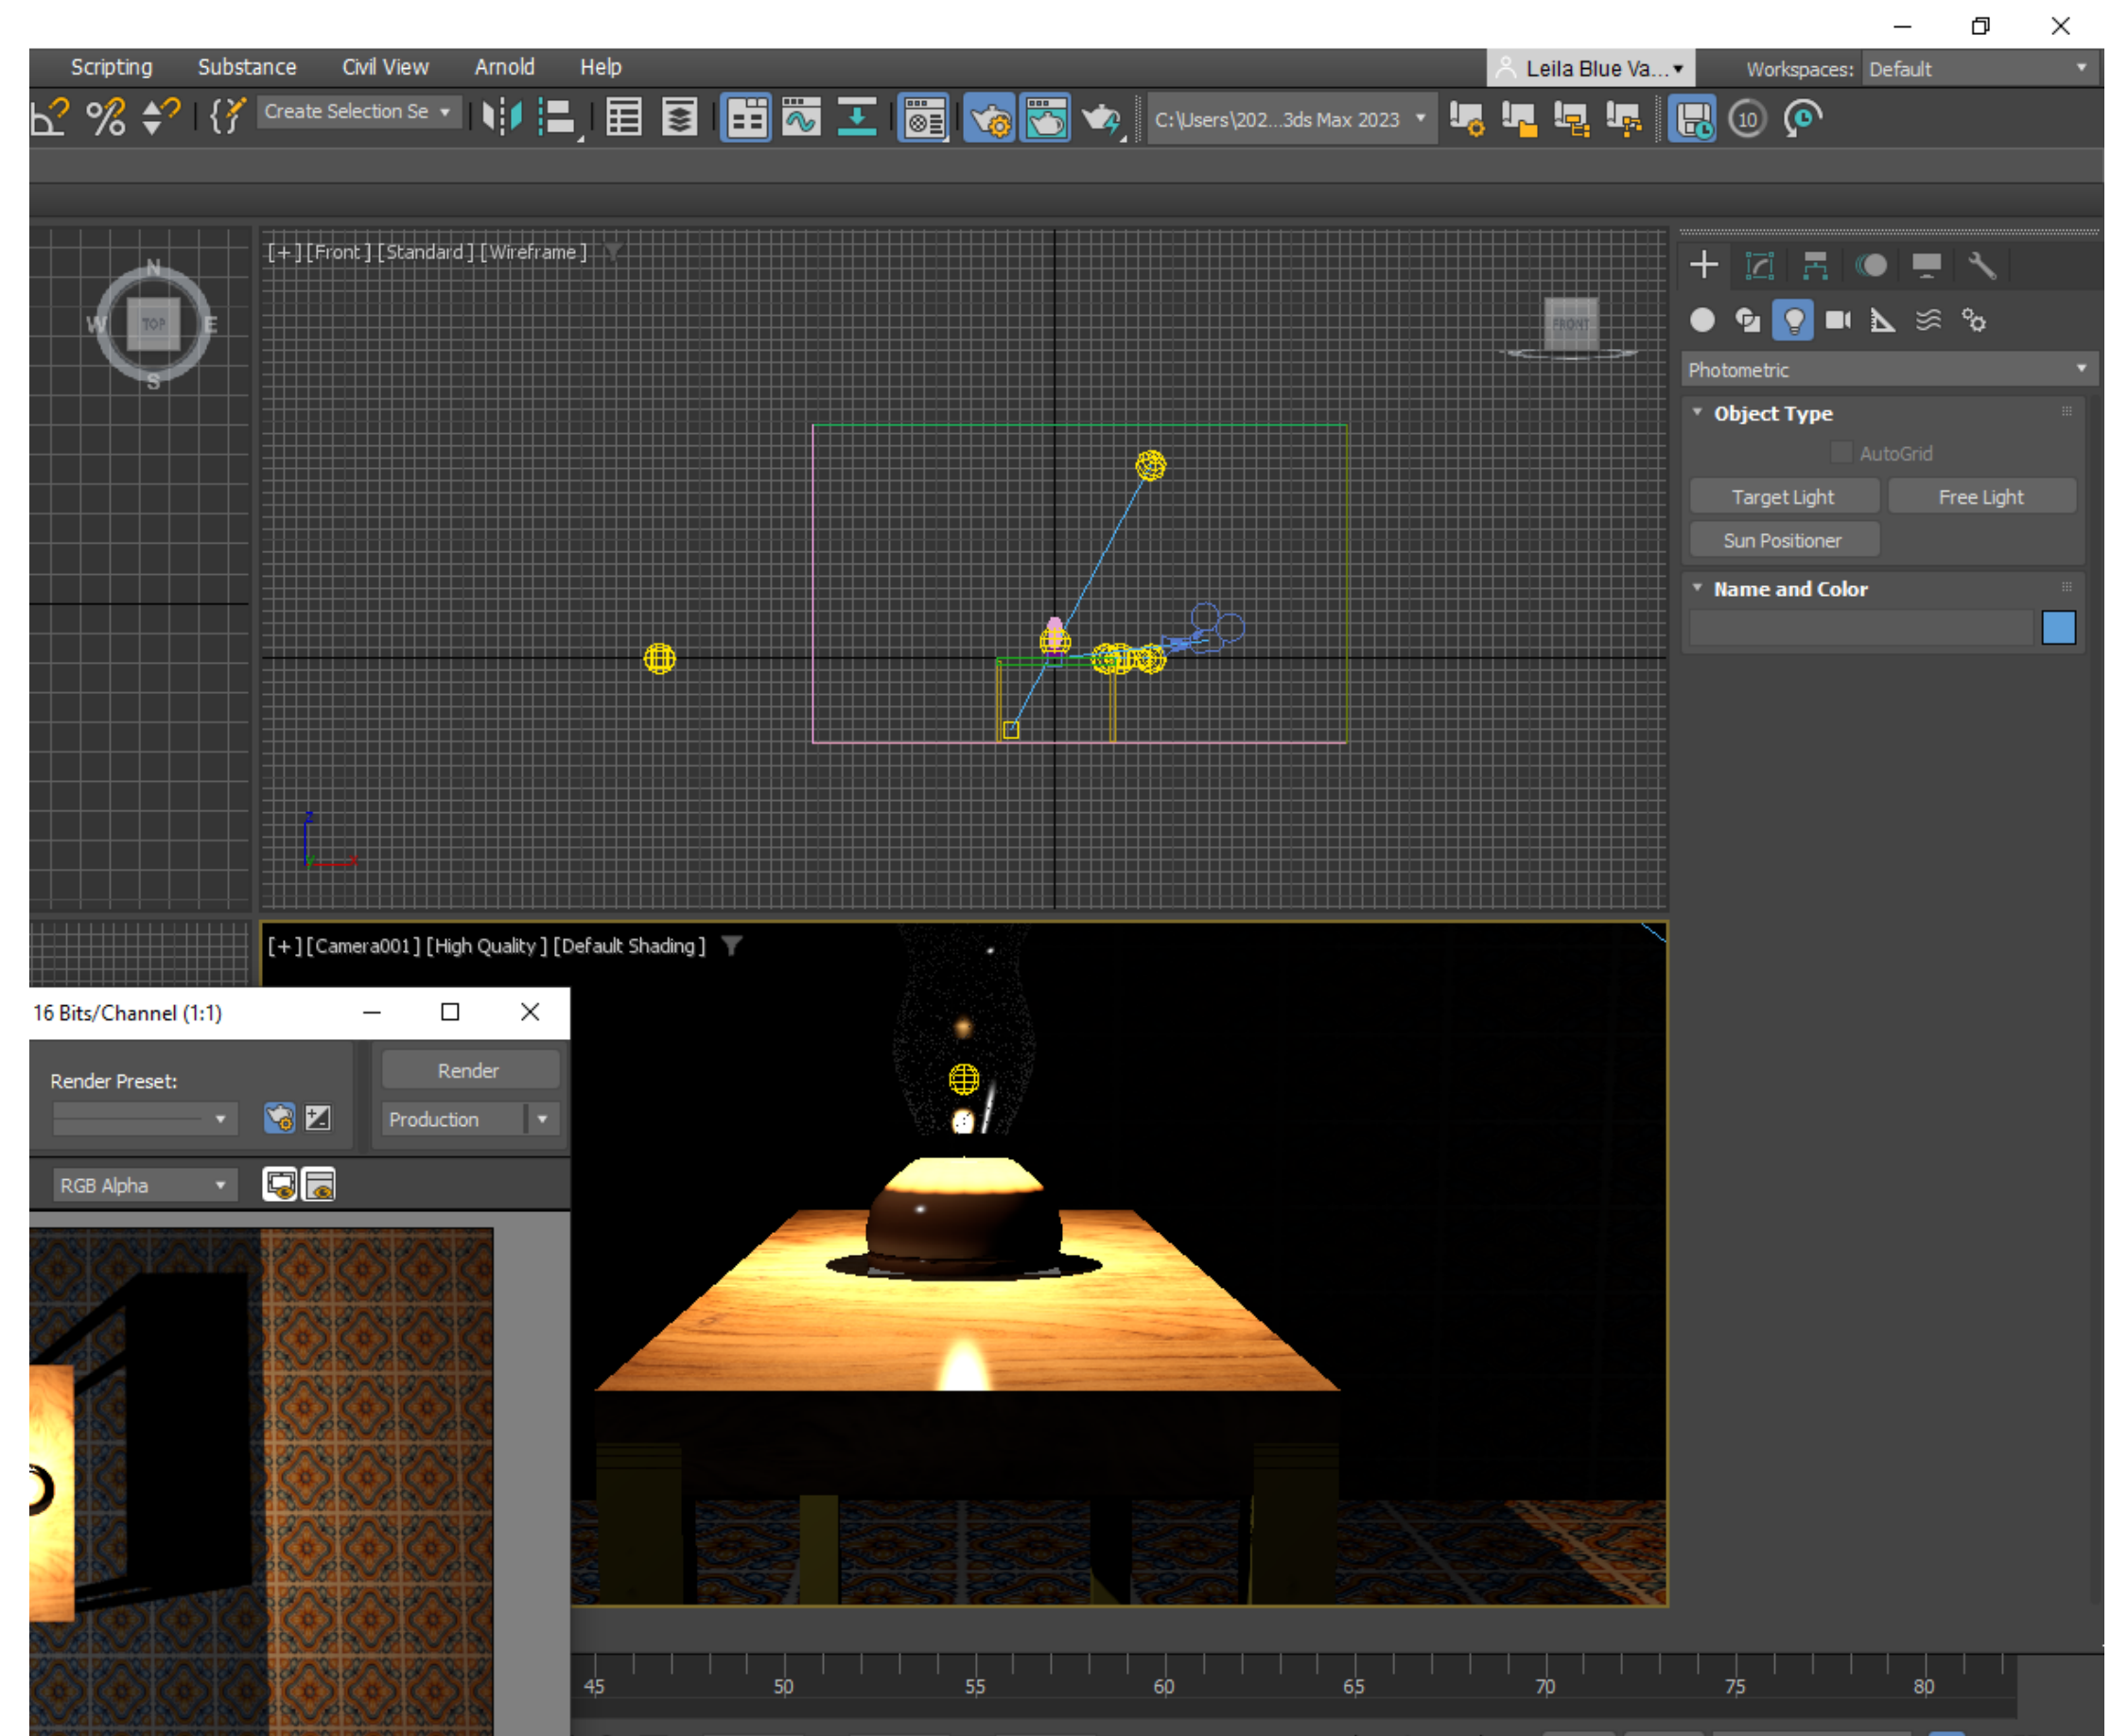 Scripting Substance Civil View Arnold Help Leila Blue Va... Workspaces: Default
Create Selection Se C:\Users\202...3ds Max 2023 10
N
W TOP E
S
[+] [Front] [Standard] [Wireframe]
FRONT
z
y x
Photometric
Object Type
AutoGrid
Target Light Free Light
Sun Positioner
Name and Color
[+] [Camera001] [High Quality] [Default Shading]
16 Bits/Channel (1:1)
Render Preset:
Render
Production
RGB Alpha
45 50 55 60 65 70 75 80